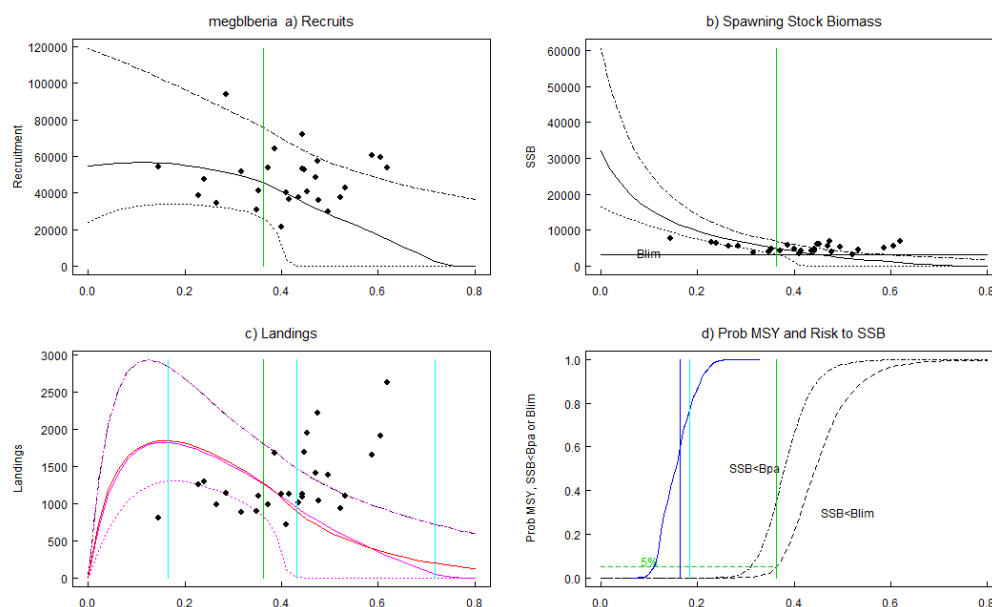 megblberia a) Recruits
120000
100000
80000
60000
40000
20000
0
Recruitment
0.0 0.2 0.4 0.6 0.8
b) Spawning Stock Biomass
60000
50000
40000
30000
20000
10000
0
SSB
Blim
0.0 0.2 0.4 0.6 0.8
c) Landings
3000
2500
2000
1500
1000
500
0
Landings
0.0 0.2 0.4 0.6 0.8
d) Prob MSY and Risk to SSB
1.0
0.8
0.6
0.4
0.2
0.0
Prob MSY, SSB<Bpa or Blim
SSB<Bpa
SSB<Blim
5%
0.0 0.2 0.4 0.6 0.8